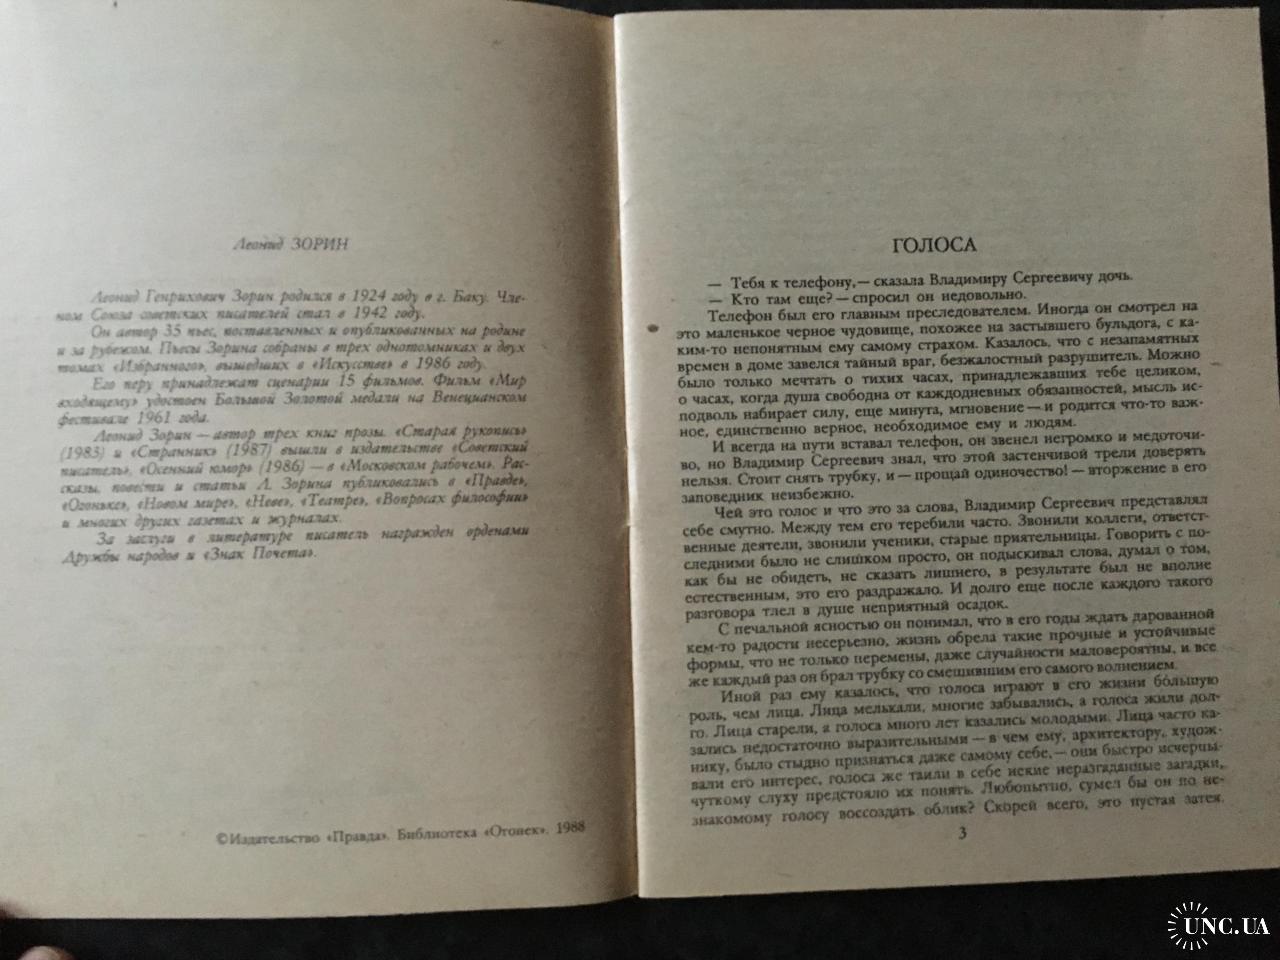 Леонид ЗОРИН
Леонид Генрихович Зорин родился в 1924 году в г. Баку. Чле-
ном Союза советских писателей стал в 1942 году.
Он автор 35 пьес, поставленных и опубликованных на родине
и за рубежом. Пьесы Зорина собраны в трех однотомниках и двух
томах «Избранного», вышедших в «Искусстве» в 1986 году.
Его перу принадлежат сценарии 15 фильмов. Фильм «Мир
входящему» удостоен Большой Золотой медали на Венецианском
фестивале 1961 года.
Леонид Зорин — автор трех книг прозы. «Старая рукопись»
(1983) и «Странник» (1987) вышли в издательстве «Советский
писатель», «Осенний юмор» (1986) — в «Московском рабочем». Рас-
сказы, повести и статьи Л. Зорина публиковались в «Правде»,
«Огоньке», «Новом мире», «Неве», «Театре», «Вопросах философии»
и многих других газетах и журналах.
За заслуги в литературе писатель награжден орденами
Дружбы народов и «Знак Почета».
©Издательство «Правда». Библиотека «Огонек». 1988
ГОЛОСА
— Тебя к телефону,— сказала Владимиру Сергеевичу дочь.
— Кто там еще? — спросил он недовольно.
Телефон был его главным преследователем. Иногда он смотрел на
это маленькое черное чудовище, похожее на застывшего бульдога, с ка-
ким-то непонятным ему самому страхом. Казалось, что с незапамятных
времен в доме завелся тайный враг, безжалостный разрушитель. Можно
было только мечтать о тихих часах, принадлежавших тебе целиком,
о часах, когда душа свободна от каждодневных обязанностей, мысль ис-
подволь набирает силу, еще минута, мгновение — и родится что-то важ-
ное, единственно верное, необходимое ему и людям.
И всегда на пути вставал телефон, он звенел негромко и медоточи-
во, но Владимир Сергеевич знал, что этой застенчивой трели доверять
нельзя. Стоит снять трубку, и — прощай одиночество! — вторжение в его
заповедник неизбежно.
Чей это голос и что это за слова, Владимир Сергеевич представлял
себе смутно. Между тем его теребили часто. Звонили коллеги, ответст-
венные деятели, звонили ученики, старые приятельницы. Говорить с по-
следними было не слишком просто, он подыскивал слова, думал о том,
как бы не обидеть, не сказать лишнего, в результате был не вполне
естественным, это его раздражало. И долго еще после каждого такого
разговора тлел в душе неприятный осадок.
С печальной ясностью он понимал, что в его годы ждать дарованной
кем-то радости несерьезно, жизнь обрела такие прочные и устойчивые
формы, что не только перемены, даже случайности маловероятны, и все
же каждый раз он брал трубку со смешившим его самого волнением.
Иной раз ему казалось, что голоса играют в его жизни бо́льшую
роль, чем лица. Лица мелькали, многие забывались, а голоса жили дол-
го. Лица старели, а голоса много лет казались молодыми. Лица часто ка-
зались недостаточно выразительными — в чем ему, архитектору, худож-
нику, было стыдно признаться даже самому себе,— они быстро исчерпы-
вали его интерес, голоса же таили в себе некие неразгаданные загадки,
чуткому слуху предстояло их понять. Любопытно, сумел бы он по не-
знакомому голосу воссоздать облик? Скорей всего, это пустая затея.
3
UNC.UA